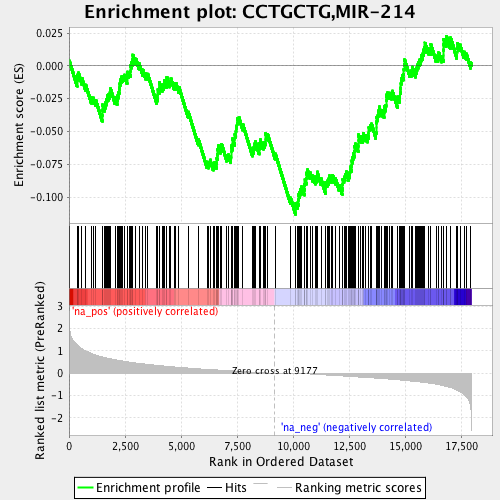 Enrichment plot: CCTGCTG,MIR-214
Enrichment score (ES)
0.025
0.000
-0.025
-0.050
-0.075
-0.100
'na_pos' (positively correlated)
Ranked list metric (PreRanked)
3
2
1
0
-1
-2
Zero cross at 9177
'na_neg' (negatively correlated)
0
2,500
5,000
7,500
10,000
12,500
15,000
17,500
Rank in Ordered Dataset
Enrichment profile
Hits
Ranking metric scores